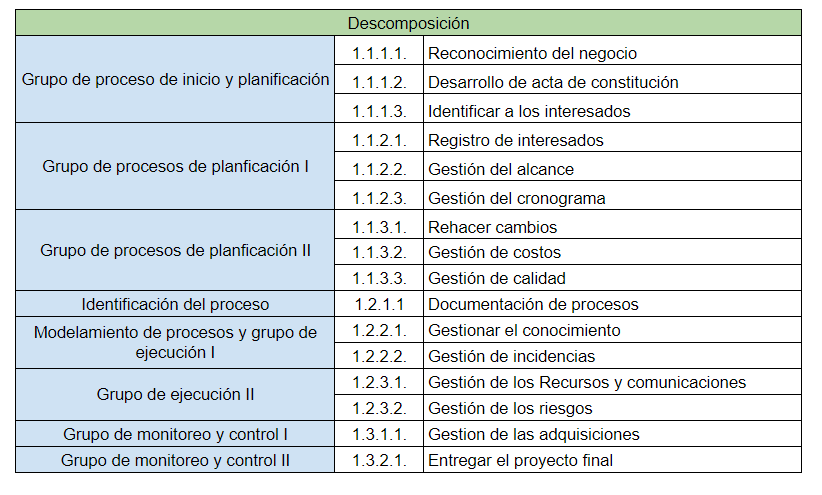 Descomposición
Grupo de proceso de inicio y planificación
1.1.1.1. Reconocimiento del negocio
1.1.1.2. Desarrollo de acta de constitución
1.1.1.3. Identificar a los interesados
Grupo de procesos de planficación I
1.1.2.1. Registro de interesados
1.1.2.2. Gestión del alcance
1.1.2.3. Gestión del cronograma
Grupo de procesos de planficación II
1.1.3.1. Rehacer cambios
1.1.3.2. Gestión de costos
1.1.3.3. Gestión de calidad
Identificación del proceso
1.2.1.1 Documentación de procesos
Modelamiento de procesos y grupo de
ejecución I
1.2.2.1. Gestionar el conocimiento
1.2.2.2. Gestión de incidencias
Grupo de ejecución II
1.2.3.1. Gestión de los Recursos y comunicaciones
1.2.3.2. Gestión de los riesgos
Grupo de monitoreo y control I
1.3.1.1. Gestion de las adquisiciones
Grupo de monitoreo y control II
1.3.2.1. Entregar el proyecto final